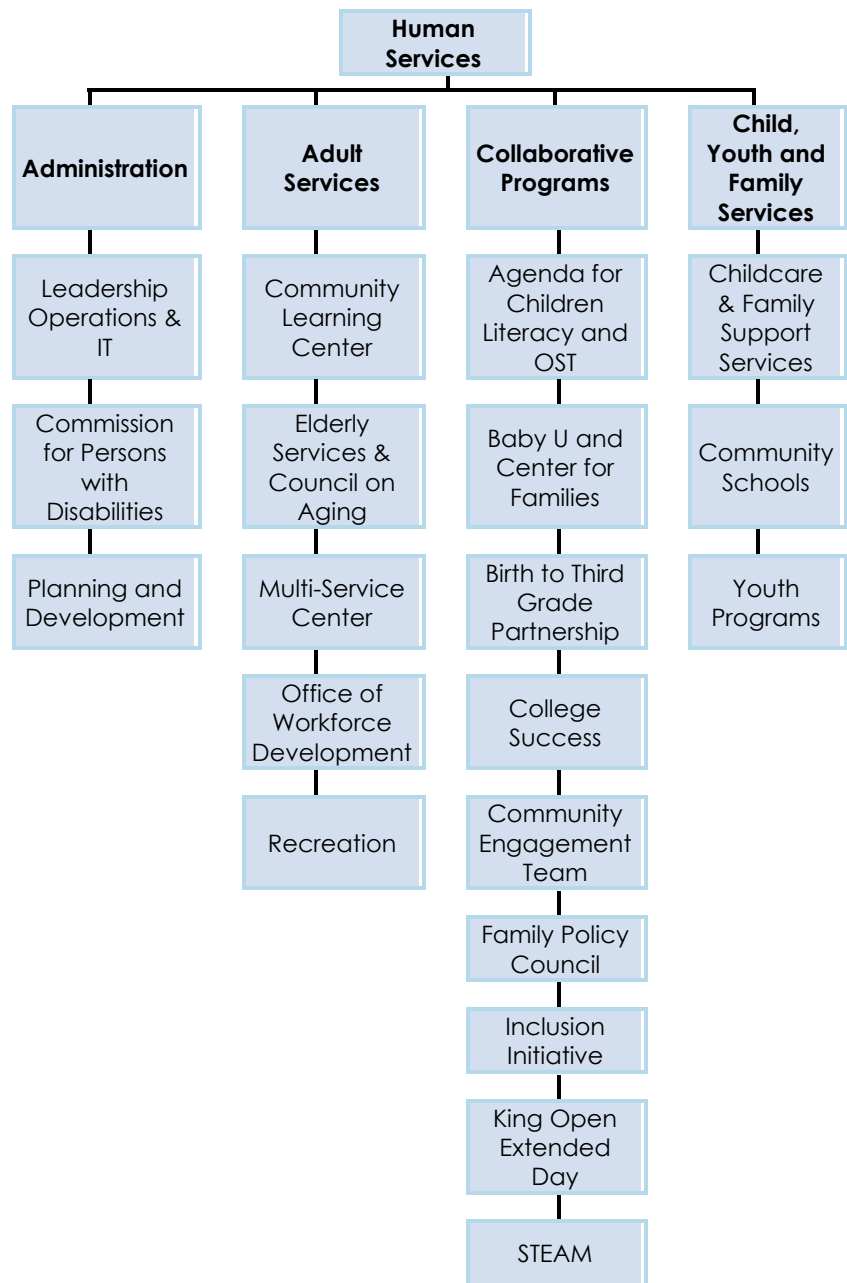 Human
Services
Administration
Adult
Services
Collaborative
Programs
Child,
Youth and
Family
Services
Leadership
Operations &
IT
Commission
for Persons
with
Disabilities
Planning and
Development
Community
Learning
Center
Elderly
Services &
Council on
Aging
Multi-Service
Center
Office of
Workforce
Development
Recreation
Agenda for
Children
Literacy and
OST
Baby U and
Center for
Families
Birth to Third
Grade
Partnership
College
Success
Community
Engagement
Team
Family Policy
Council
Inclusion
Initiative
King Open
Extended
Day
STEAM
Childcare
& Family
Support
Services
Community
Schools
Youth
Programs